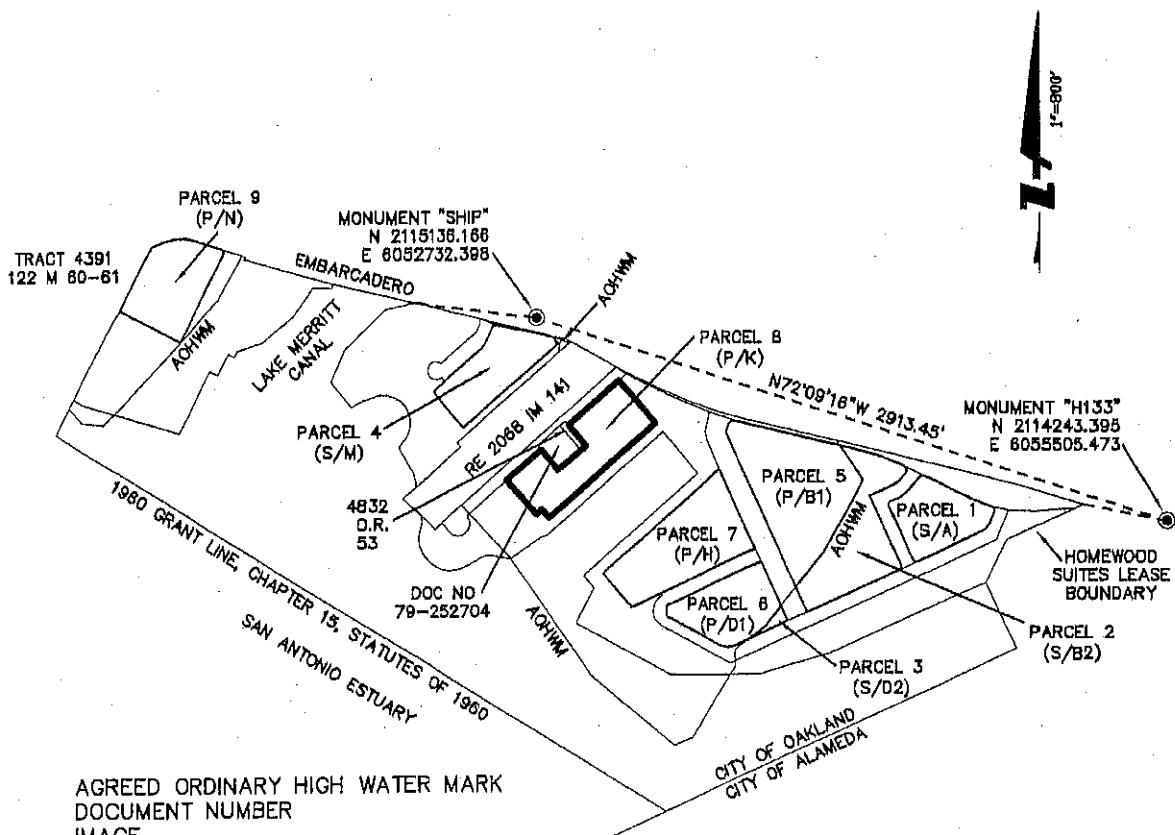 1"=800'
PARCEL 9
(P/N)
MONUMENT "SHIP"
N 2115136.166
E 6052732.398
TRACT 4391
122 M 60-61
EMBARCADERO
AOHWM
AOHWM
LAKE MERRITT
CANAL
PARCEL 8
(P/K)
N72°09'16"W 2913.45'
MONUMENT "H133"
N 2114243.395
E 6055505.473
PARCEL 4
(S/M)
RE 2068 IM 141
PARCEL 5
(P/B1)
PARCEL 1
(S/A)
AOHWM
4832
O.R.
53
PARCEL 7
(P/H)
HOMEWOOD
SUITES LEASE
BOUNDARY
1960 GRANT LINE, CHAPTER 15, STATUTES OF 1960
DOC NO
79-252704
PARCEL 6
(P/D1)
AOHWM
PARCEL 2
(S/B2)
SAN ANTONIO ESTUARY
PARCEL 3
(S/D2)
CITY OF OAKLAND
CITY OF ALAMEDA
AGREED ORDINARY HIGH WATER MARK
DOCUMENT NUMBER
IMAGE